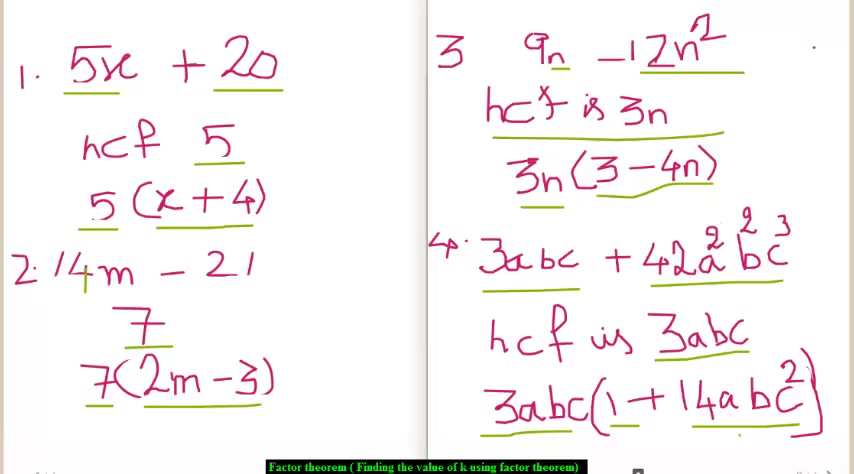 1. 5x + 20
hcf 5
5 (x + 4)
2. 14m - 21
7
7(2m - 3)
3 9n - 12n²
hcf is 3n
3n (3 - 4n)
4. 3abc + 42a²b²c³
hcf is 3abc
3abc (1 + 14abc²)
Factor theorem ( Finding the value of k using factor theorem)